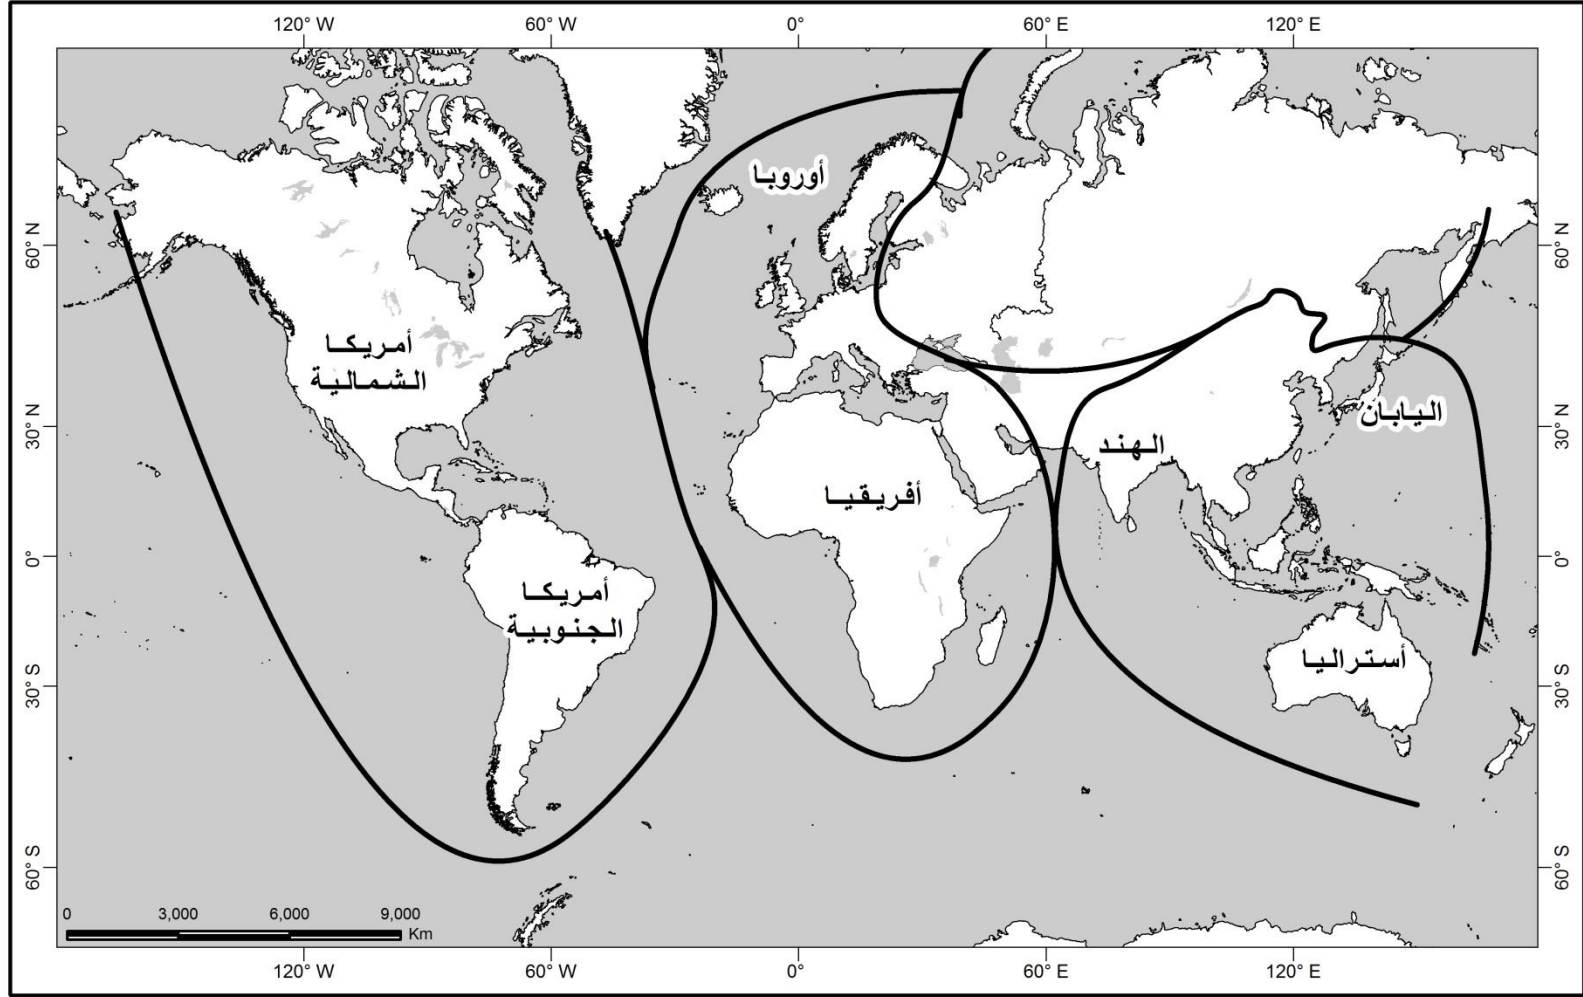 120° W 60° W 0° 60° E 120° E
أوروبا
60° N 60° N
أمريكا
الشمالية
اليابان
30° N 30° N
الهند
أفريقيا
0° 0°
أمريكا
الجنوبية
أستراليا
30° S 30° S
60° S 60° S
0 3,000 6,000 9,000
Km
120° W 60° W 0° 60° E 120° E